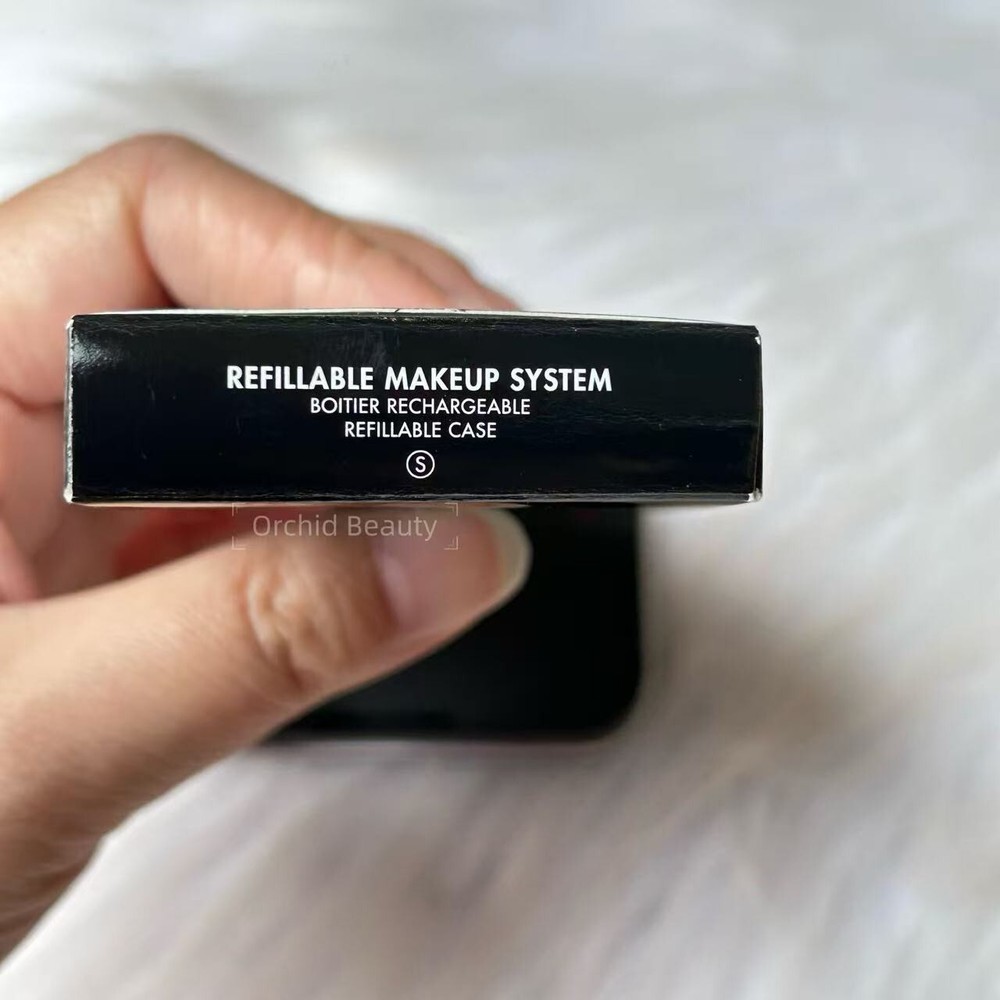 REFILLABLE MAKEUP SYSTEM
BOITIER RECHARGEABLE
REFILLABLE CASE
S
Orchid Beauty